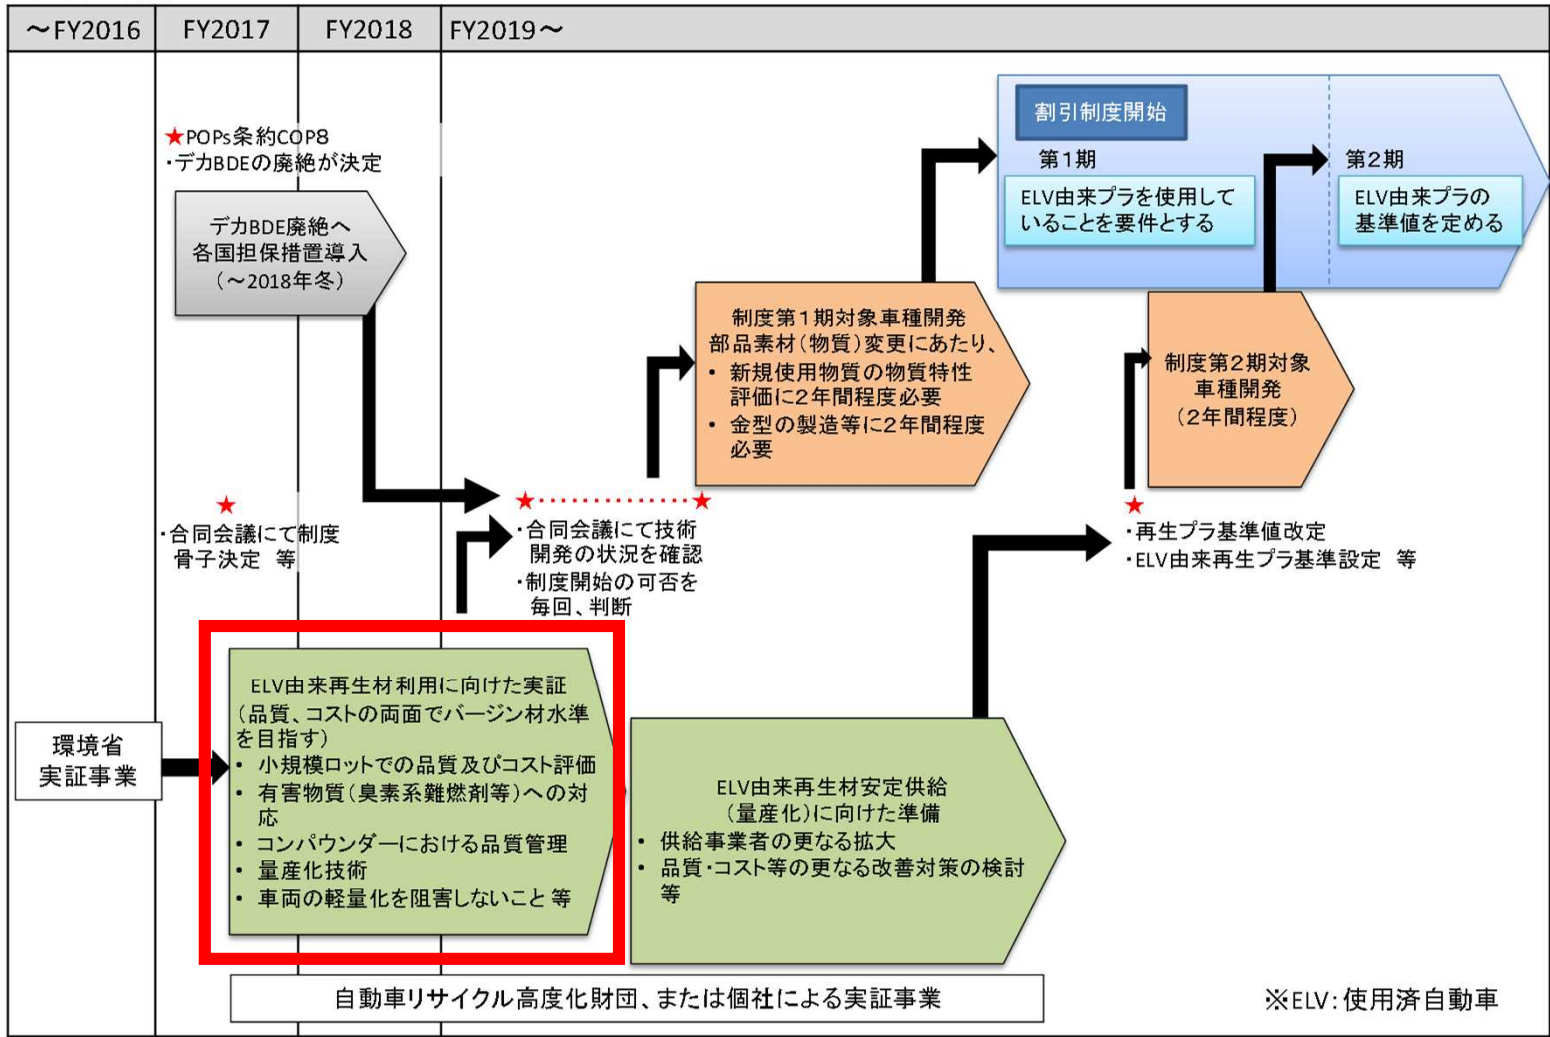 ～FY2016
FY2017
FY2018
FY2019～
★POPs条約COP8
・デカBDEの廃絶が決定
デカBDE廃絶へ
各国担保措置導入
（～2018年冬）
割引制度開始
第１期
ELV由来プラを使用して
いることを要件とする
第２期
ELV由来プラの
基準値を定める
制度第１期対象車種開発
部品素材（物質）変更にあたり、
• 新規使用物質の物質特性
評価に２年間程度必要
• 金型の製造等に２年間程度
必要
制度第２期対象
車種開発
（２年間程度）
★
・合同会議にて制度
骨子決定 等
★ ★
・合同会議にて技術
開発の状況を確認
・制度開始の可否を
毎回、判断
★
・再生プラ基準値改定
・ELV由来再生プラ基準設定 等
環境省
実証事業
ELV由来再生材利用に向けた実証
（品質、コストの両面でバージン材水準
を目指す）
• 小規模ロットでの品質及びコスト評価
• 有害物質（臭素系難燃剤等）への対
応
• コンパウンダーにおける品質管理
• 量産化技術
• 車両の軽量化を阻害しないこと 等
ELV由来再生材安定供給
（量産化）に向けた準備
• 供給事業者の更なる拡大
• 品質・コスト等の更なる改善対策の検討
等
自動車リサイクル高度化財団、または個社による実証事業
※ELV：使用済自動車